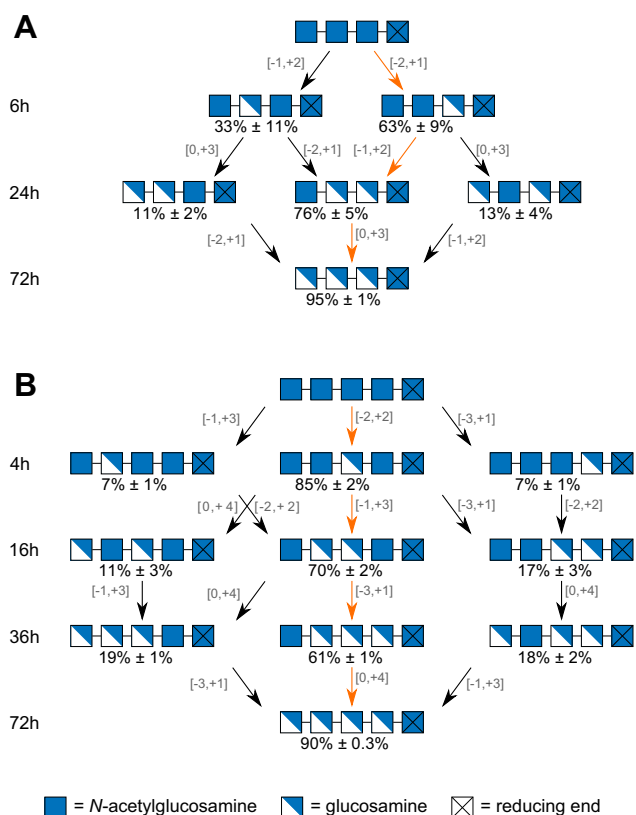 A
[-1,+2] [-2,+1]
6h
33% ± 11% 63% ± 9%
[0,+3] [-2,+1] [-1,+2] [0,+3]
24h
11% ± 2% 76% ± 5% 13% ± 4%
[-2,+1] [0,+3] [-1,+2]
72h
95% ± 1%
B
[-1,+3] [-2,+2] [-3,+1]
4h
7% ± 1% 85% ± 2% 7% ± 1%
[0,+ 4] [-2,+ 2] [-1,+3] [-3,+1] [-2,+2]
16h
11% ± 3% 70% ± 2% 17% ± 3%
[-1,+3] [0,+4] [-3,+1] [0,+4]
36h
19% ± 1% 61% ± 1% 18% ± 2%
[-3,+1] [0,+4] [-1,+3]
72h
90% ± 0.3%
= N-acetylglucosamine = glucosamine = reducing end